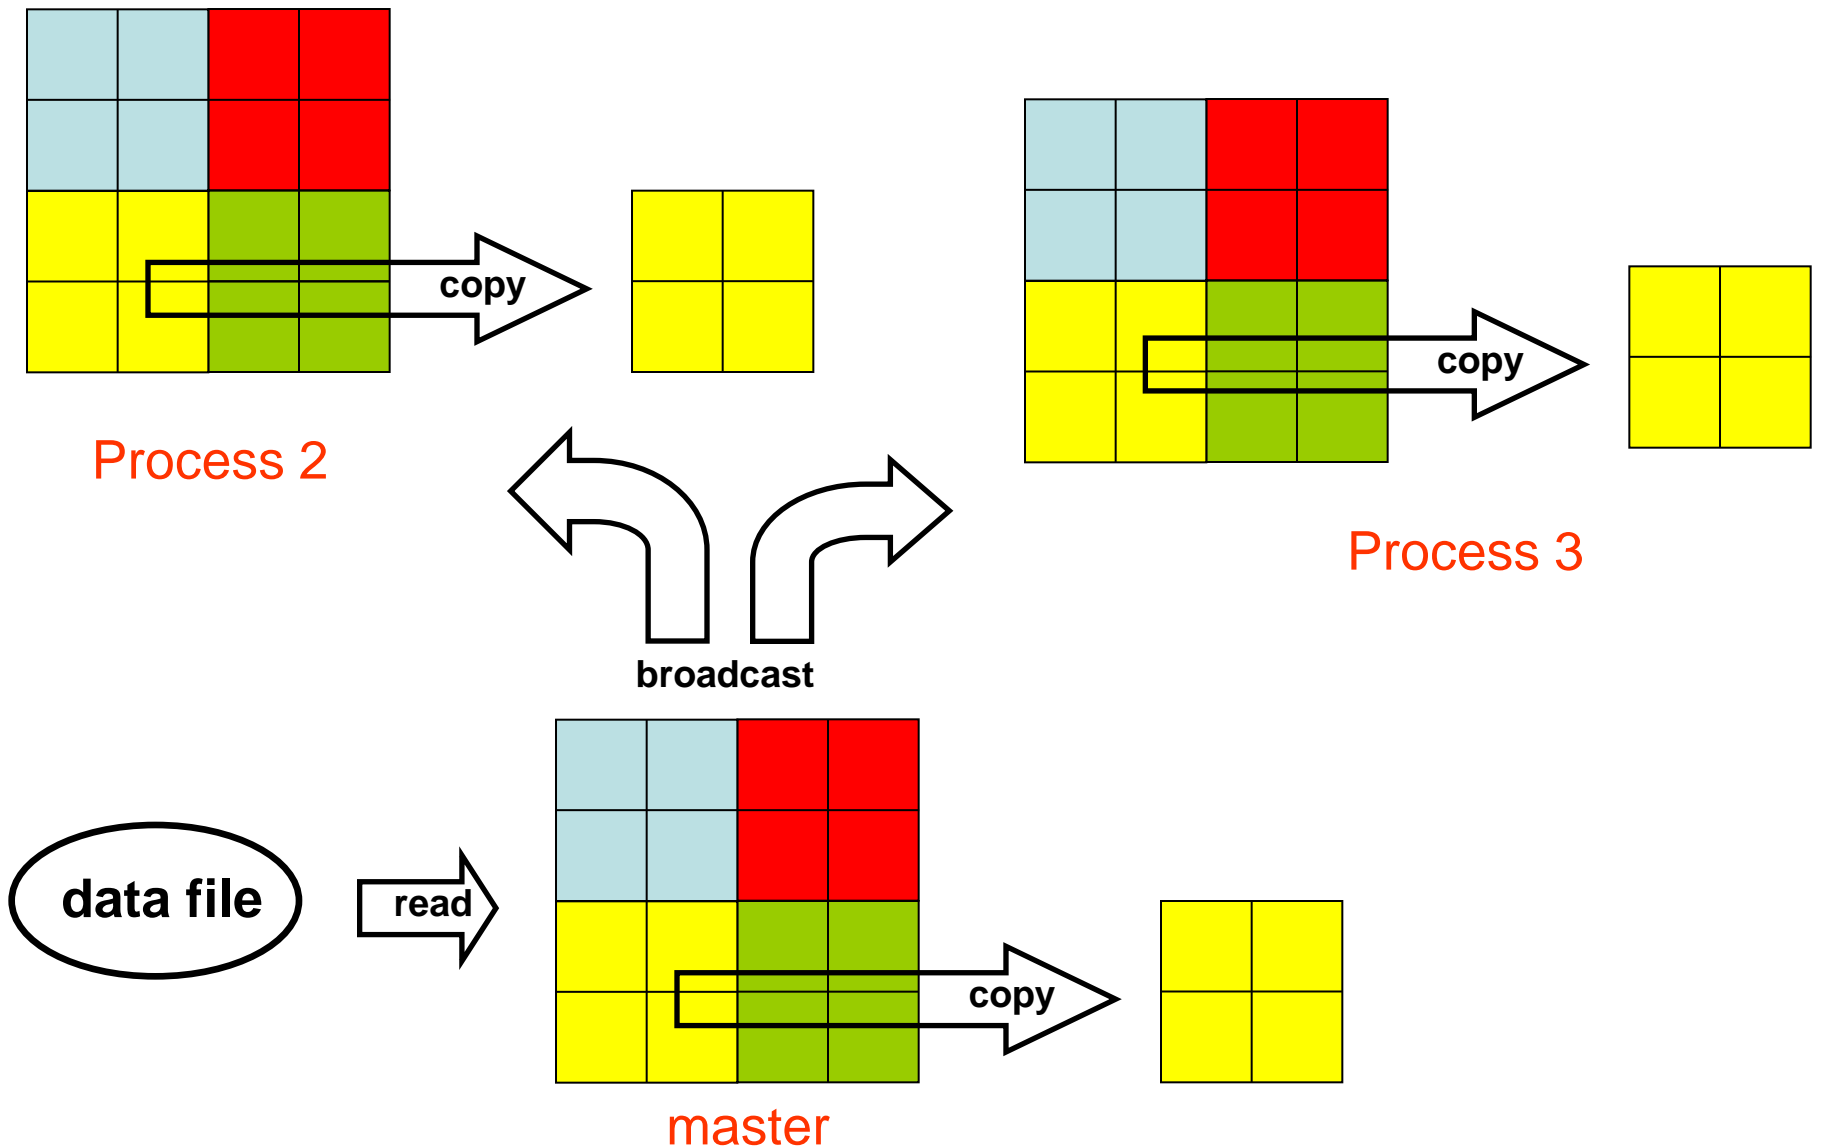 copy
copy
Process 2
Process 3
broadcast
data file
read
copy
master